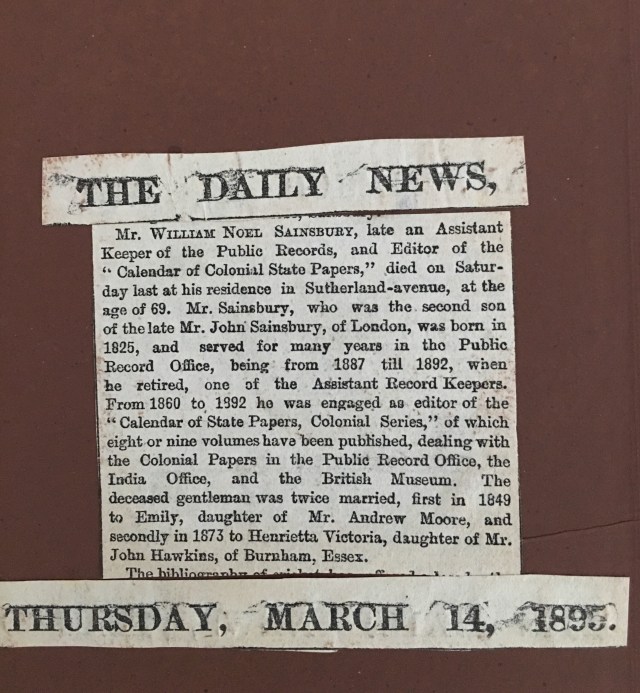 THE DAILY NEWS,
Mr. WILLIAM NOEL SAINSBURY, late an Assistant
Keeper of the Public Records, and Editor of the
“ Calendar of Colonial State Papers,” died on Satur-
day last at his residence in Sutherland-avenue, at the
age of 69. Mr. Sainsbury, who was the second son
of the late Mr. John Sainsbury, of London, was born in
1825, and served for many years in the Public
Record Office, being from 1887 till 1892, when
he retired, one of the Assistant Record Keepers.
From 1860 to 1892 he was engaged as editor of the
“ Calendar of State Papers, Colonial Series,” of which
eight or nine volumes have been published, dealing with
the Colonial Papers in the Public Record Office, the
India Office, and the British Museum. The
deceased gentleman was twice married, first in 1849
to Emily, daughter of Mr. Andrew Moore, and
secondly in 1873 to Henrietta Victoria, daughter of Mr.
John Hawkins, of Burnham, Essex.
The bibliography of
THURSDAY, MARCH 14, 1895.